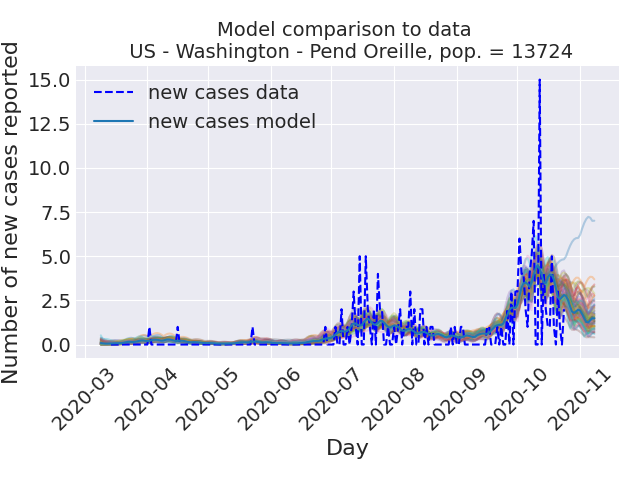 Model comparison to data
US - Washington - Pend Oreille, pop. = 13724
Number of new cases reported
15.0
12.5
10.0
7.5
5.0
2.5
0.0
new cases data
new cases model
2020-03
2020-04
2020-05
2020-06
2020-07
2020-08
2020-09
2020-10
2020-11
Day